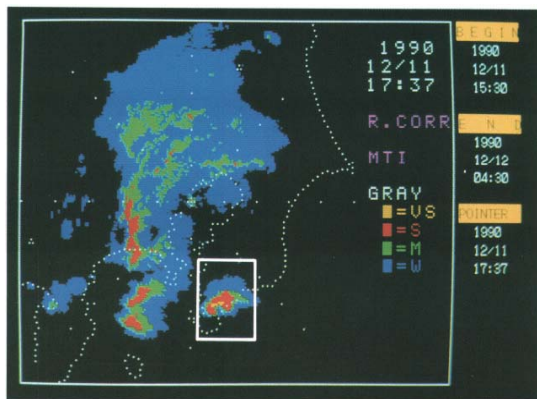 1990
12/11
17:37
R.CORR
MTI
GRAY
=VS
=S
=M
=W
BEGIN
1990
12/11
15:30
END
1990
12/12
04:30
POINTER
1990
12/11
17:37